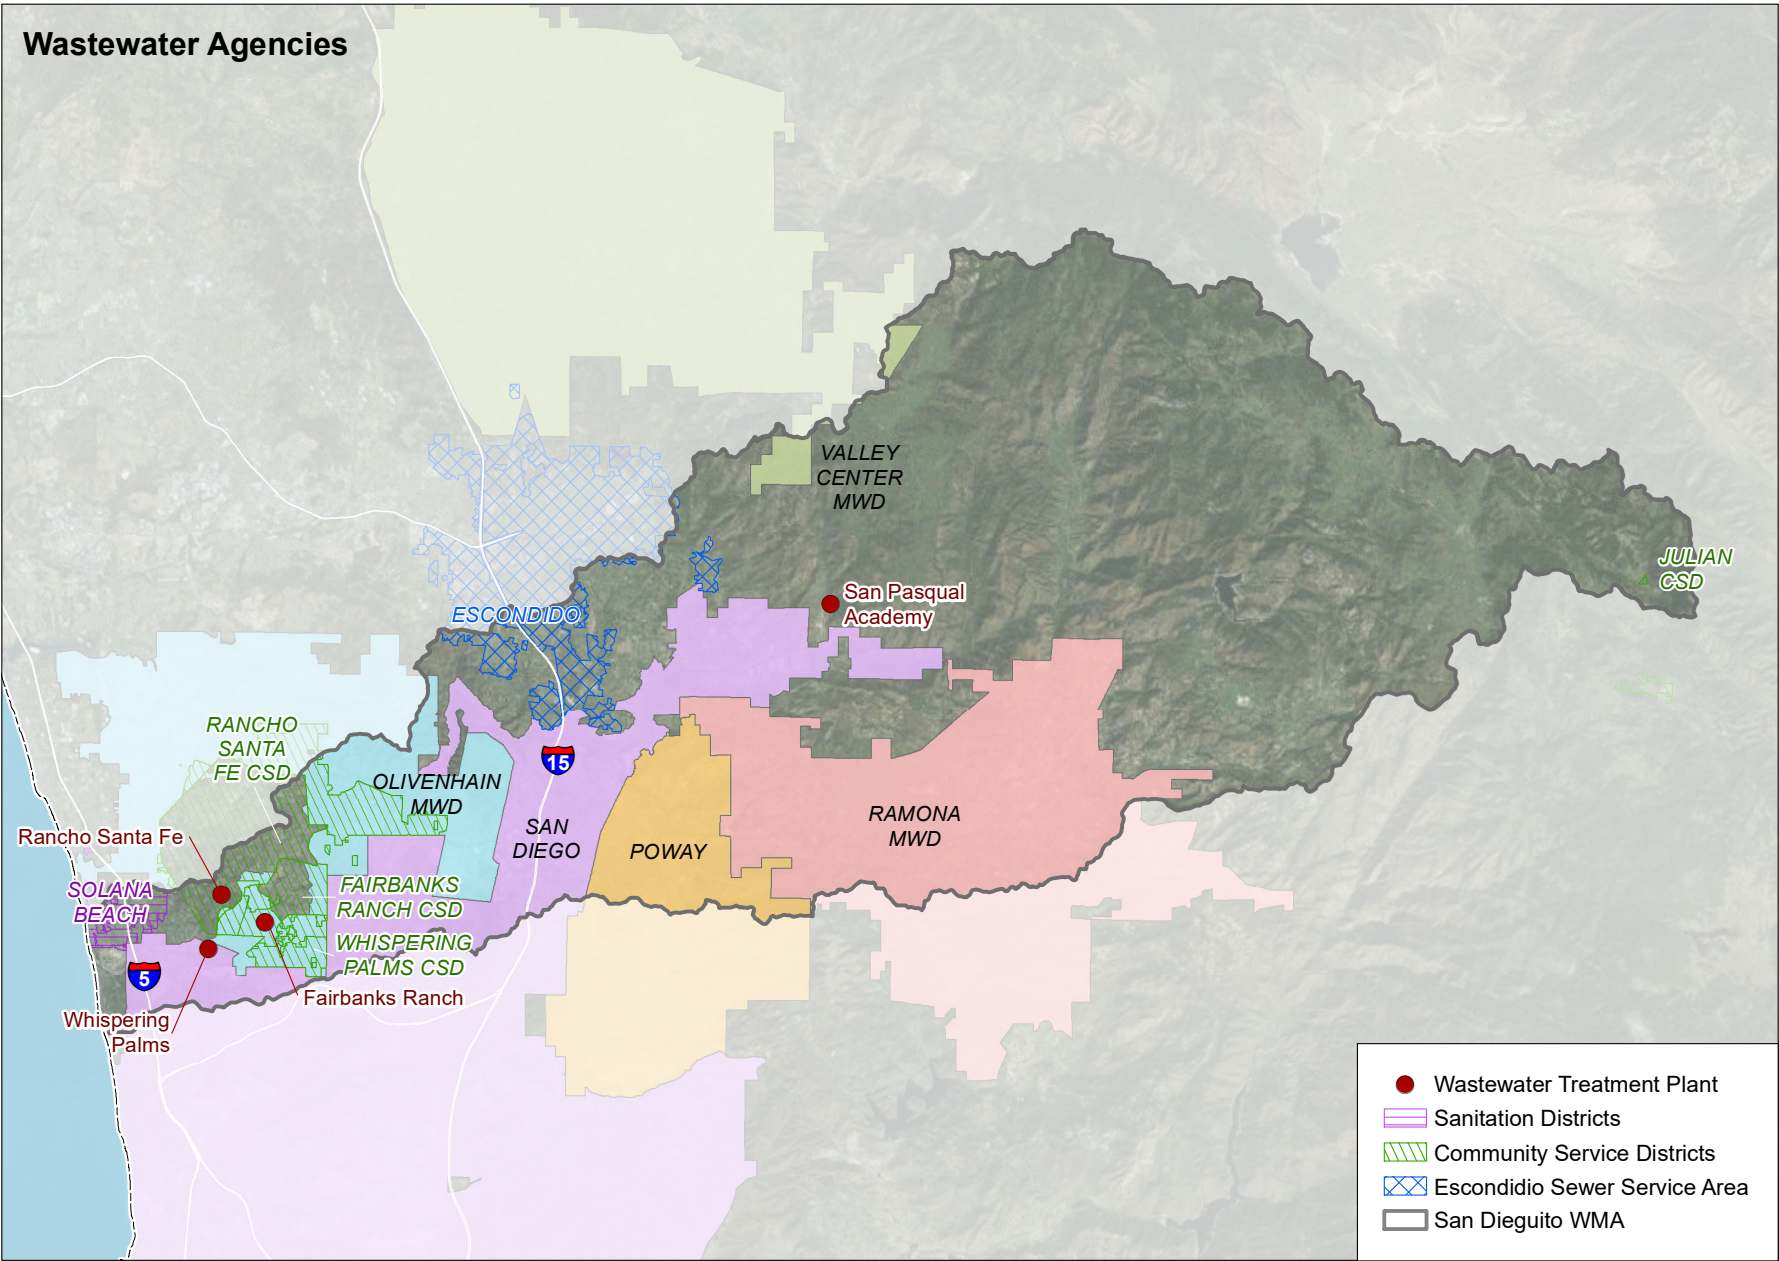 Wastewater Agencies
VALLEY
CENTER
MWD
JULIAN
CSD
San Pasqual
Academy
ESCONDIDO
RANCHO
SANTA
FE CSD
15
OLIVENHAIN
MWD
SAN
DIEGO
POWAY
RAMONA
MWD
Rancho Santa Fe
SOLANA
BEACH
FAIRBANKS
RANCH CSD
WHISPERING
PALMS CSD
5
Fairbanks Ranch
Whispering
Palms
Wastewater Treatment Plant
Sanitation Districts
Community Service Districts
Escondidio Sewer Service Area
San Dieguito WMA